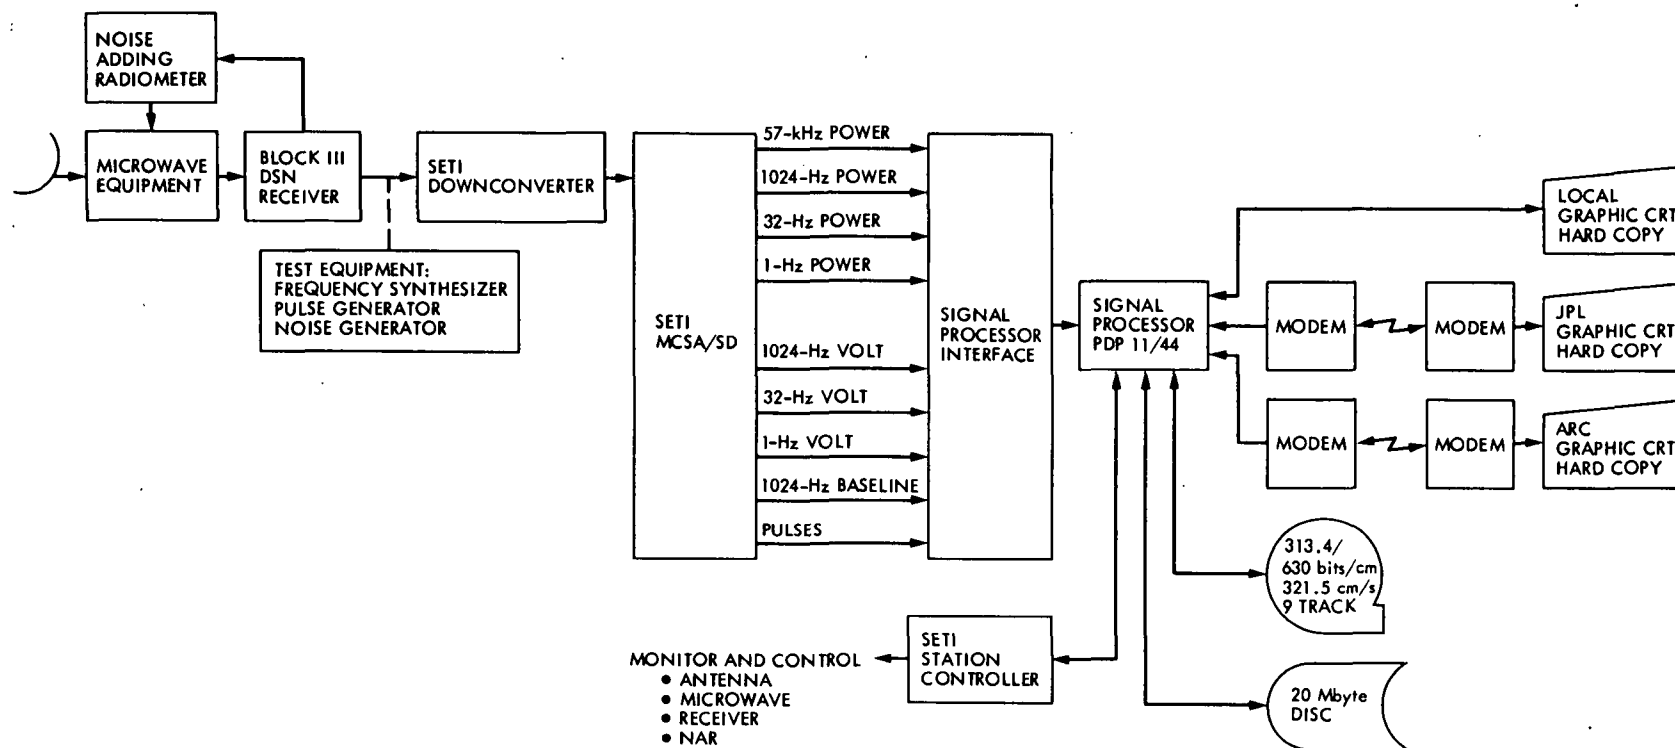 NOISE
ADDING
RADIOMETER
MICROWAVE
EQUIPMENT
BLOCK III
DSN
RECEIVER
SETI
DOWNCONVERTER
TEST EQUIPMENT:
FREQUENCY SYNTHESIZER
PULSE GENERATOR
NOISE GENERATOR
SETI
MCSA/SD
57-kHz POWER
1024-Hz POWER
32-Hz POWER
1-Hz POWER
1024-Hz VOLT
32-Hz VOLT
1-Hz VOLT
1024-Hz BASELINE
PULSES
SIGNAL
PROCESSOR
INTERFACE
SIGNAL
PROCESSOR
PDP 11/44
LOCAL
GRAPHIC CRT
HARD COPY
MODEM
MODEM
JPL
GRAPHIC CRT
HARD COPY
MODEM
MODEM
ARC
GRAPHIC CRT
HARD COPY
313.4/
630 bits/cm
321.5 cm/s
9 TRACK
20 Mbyte
DISC
SETI
STATION
CONTROLLER
MONITOR AND CONTROL
• ANTENNA
• MICROWAVE
• RECEIVER
• NAR